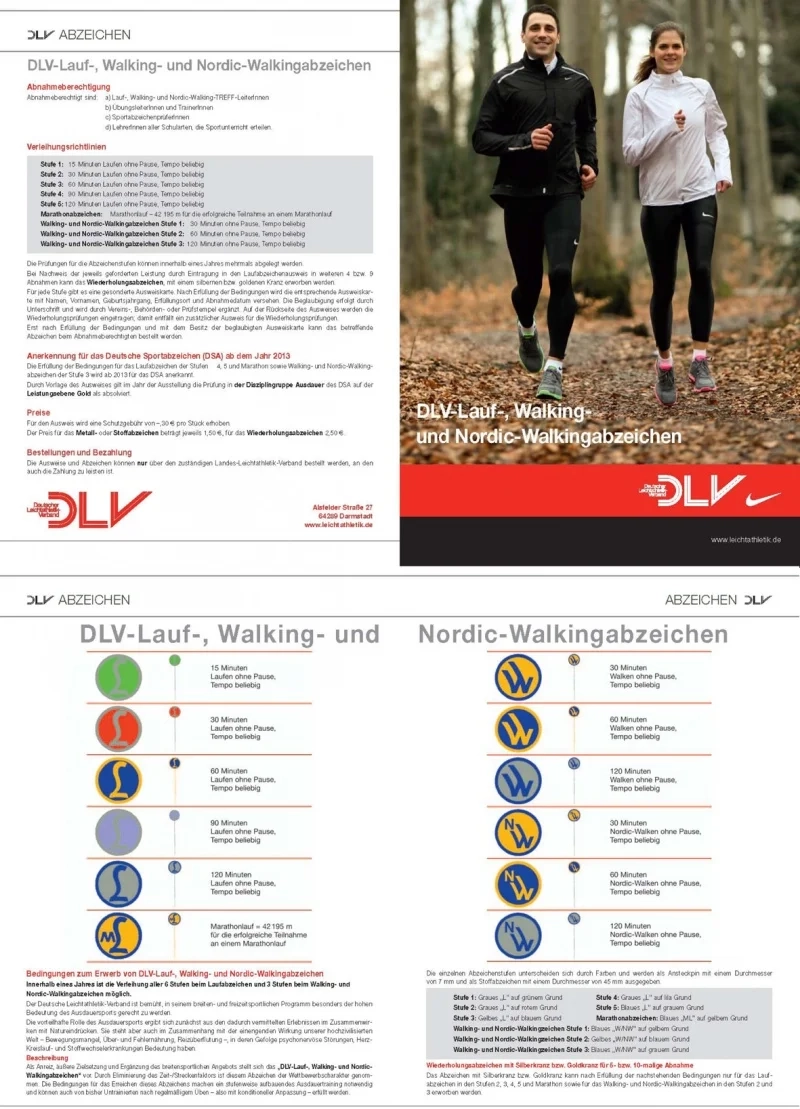 DLV ABZEICHEN
DLV-Lauf-, Walking- und Nordic-Walkingabzeichen
Abnahmeberechtigung
Abnahmeberechtigt sind: a) Lauf-, Walking- und Nordic-Walking-TREFF-LeiterInnen
b) ÜbungsleiterInnen und TrainerInnen
c) SportabzeichenprüferInnen
d) LehrerInnen aller Schularten, die Sportunterricht erteilen.
Verleihungsrichtlinien
Stufe 1: 15 Minuten Laufen ohne Pause, Tempo beliebig
Stufe 2: 30 Minuten Laufen ohne Pause, Tempo beliebig
Stufe 3: 60 Minuten Laufen ohne Pause, Tempo beliebig
Stufe 4: 90 Minuten Laufen ohne Pause, Tempo beliebig
Stufe 5: 120 Minuten Laufen ohne Pause, Tempo beliebig
Marathonabzeichen: Marathonlauf – 42 195 m für die erfolgreiche Teilnahme an einem Marathonlauf
Walking- und Nordic-Walkingabzeichen Stufe 1: 30 Minuten ohne Pause, Tempo beliebig
Walking- und Nordic-Walkingabzeichen Stufe 2: 60 Minuten ohne Pause, Tempo beliebig
Walking- und Nordic-Walkingabzeichen Stufe 3: 120 Minuten ohne Pause, Tempo beliebig
Die Prüfungen für die Abzeichenstufen können innerhalb eines Jahres mehrmals abgelegt werden.
Bei Nachweis der jeweils geforderten Leistung durch Eintragung in den Laufabzeichenausweis in weiteren 4 bzw. 9
Abnahmen kann das Wiederholungsabzeichen, mit einem silbernen bzw. goldenen Kranz erworben werden.
Für jede Stufe gibt es eine gesonderte Ausweiskarte. Nach Erfüllung der Bedingungen wird die entsprechende Ausweiskar-
te mit Namen, Vornamen, Geburtsjahrgang, Erfüllungsort und Abnahmedatum versehen. Die Beglaubigung erfolgt durch
Unterschrift und wird durch Vereins-, Behörden- oder Prüfstempel ergänzt. Auf der Rückseite des Ausweises werden die
Wiederholungsprüfungen eingetragen; damit entfällt ein zusätzlicher Ausweis für die Wiederholungsprüfungen.
Erst nach Erfüllung der Bedingungen und mit dem Besitz der beglaubigten Ausweiskarte kann das betreffende
Abzeichen beim Abnahmeberechtigten bestellt werden.
Anerkennung für das Deutsche Sportabzeichen (DSA) ab dem Jahr 2013
Die Erfüllung der Bedingungen für das Laufabzeichen der Stufen 4, 5 und Marathon sowie Walking- und Nordic-Walking-
abzeichen der Stufe 3 wird ab 2013 für das DSA anerkannt.
Durch Vorlage des Ausweises gilt im Jahr der Ausstellung die Prüfung in der Disziplingruppe Ausdauer des DSA auf der
Leistungsebene Gold als absolviert.
Preise
Für den Ausweis wird eine Schutzgebühr von –,30 € pro Stück erhoben.
Der Preis für das Metall- oder Stoffabzeichen beträgt jeweils 1,50 €, für das Wiederholungsabzeichen 2,50 €.
Bestellungen und Bezahlung
Die Ausweise und Abzeichen können nur über den zuständigen Landes-Leichtathletik-Verband bestellt werden, an den
auch die Zahlung zu leisten ist.
Deutscher
Leichtathletik-
Verband
DLV
Alsfelder Straße 27
64289 Darmstadt
www.leichtathletik.de
DLV-Lauf-, Walking-
und Nordic-Walkingabzeichen
Deutscher
Leichtathletik-
Verband
DLV
www.leichtathletik.de
DLV ABZEICHEN
DLV-Lauf-, Walking- und
L
15 Minuten
Laufen ohne Pause,
Tempo beliebig
L
30 Minuten
Laufen ohne Pause,
Tempo beliebig
L
60 Minuten
Laufen ohne Pause,
Tempo beliebig
L
90 Minuten
Laufen ohne Pause,
Tempo beliebig
L
120 Minuten
Laufen ohne Pause,
Tempo beliebig
ML
Marathonlauf = 42 195 m
für die erfolgreiche Teilnahme
an einem Marathonlauf
Bedingungen zum Erwerb von DLV-Lauf-, Walking- und Nordic-Walkingabzeichen
Innerhalb eines Jahres ist die Verleihung aller 6 Stufen beim Laufabzeichen und 3 Stufen beim Walking- und
Nordic-Walkingabzeichen möglich.
Der Deutsche Leichtathletik-Verband ist bemüht, in seinem breiten- und freizeitsportlichen Programm besonders der hohen
Bedeutung des Ausdauersports gerecht zu werden.
Die vorteilhafte Rolle des Ausdauersports ergibt sich zunächst aus den dadurch vermittelten Erlebnissen im Zusammenwir-
ken mit Natureindrücken. Sie steht aber auch im Zusammenhang mit der einengenden Wirkung unserer hochzivilisierten
Welt – Bewegungsmangel, Über- und Fehlernährung, Reizüberflutung –, in deren Gefolge psychonervöse Störungen, Herz-
Kreislauf- und Stoffwechselerkrankungen Bedeutung haben.
Beschreibung
Als Anreiz, äußere Zielsetzung und Ergänzung des breitensportlichen Angebots stellt sich das „DLV-Lauf-, Walking- und Nordic-
Walkingabzeichen“ vor. Durch Eliminierung des Zeit-/Streckenfaktors ist diesem Abzeichen der Wettbewerbscharakter genom-
men. Die Bedingungen für das Erreichen dieses Abzeichens machen ein stufenweise aufbauendes Ausdauertraining notwendig
und können auch von bisher Untrainierten nach regelmäßigem Üben – also mit konditioneller Anpassung – erfüllt werden.
ABZEICHEN DLV
Nordic-Walkingabzeichen
W
30 Minuten
Walken ohne Pause,
Tempo beliebig
W
60 Minuten
Walken ohne Pause,
Tempo beliebig
W
120 Minuten
Walken ohne Pause,
Tempo beliebig
NW
30 Minuten
Nordic-Walken ohne Pause,
Tempo beliebig
NW
60 Minuten
Nordic-Walken ohne Pause,
Tempo beliebig
NW
120 Minuten
Nordic-Walken ohne Pause,
Tempo beliebig
Die einzelnen Abzeichenstufen unterscheiden sich durch Farben und werden als Ansteckpin mit einem Durchmesser
von 7 mm und als Stoffabzeichen mit einem Durchmesser von 45 mm ausgegeben.
Stufe 1: Graues „L“ auf grünem Grund
Stufe 2: Graues „L“ auf rotem Grund
Stufe 3: Gelbes „L“ auf blauem Grund
Stufe 4: Graues „L“ auf lila Grund
Stufe 5: Blaues „L“ auf grauem Grund
Marathonabzeichen: Blaues „ML“ auf gelbem Grund
Walking- und Nordic-Walkingzeichen Stufe 1: Blaues „W/NW“ auf gelbem Grund
Walking- und Nordic-Walkingzeichen Stufe 2: Gelbes „W/NW“ auf blauem Grund
Walking- und Nordic-Walkingzeichen Stufe 3: Blaues „W/NW“ auf grauem Grund
Wiederholungsabzeichen mit Silberkranz bzw. Goldkranz für 5- bzw. 10-malige Abnahme
Das Abzeichen mit Silberkranz bzw. Goldkranz kann nach Erfüllung der nachstehenden Bedingungen nur für das Lauf-
abzeichen in den Stufen 2, 3, 4, 5 und Marathon sowie für das Walking- und Nordic-Walkingzeichen in den Stufen 2 und
3 erworben werden.